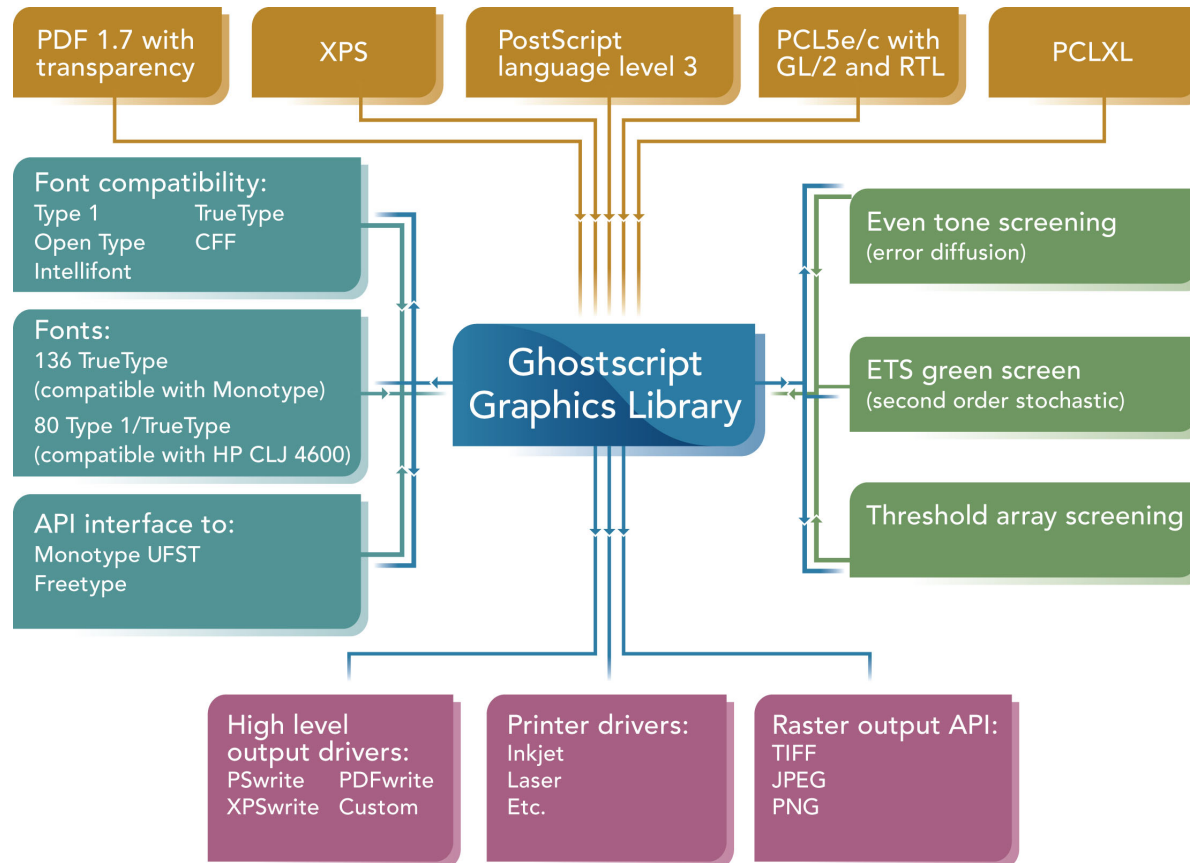 PDF 1.7 with
transparency
XPS
PostScript
language level 3
PCL5e/c with
GL/2 and RTL
PCLXL
Font compatibility:
Type 1 TrueType
Open Type CFF
Intellifont
Fonts:
136 TrueType
(compatible with Monotype)
80 Type 1/TrueType
(compatible with HP CLJ 4600)
API interface to:
Monotype UFST
Freetype
Ghostscript
Graphics Library
Even tone screening
(error diffusion)
ETS green screen
(second order stochastic)
Threshold array screening
High level
output drivers:
PSwrite PDFwrite
XPSwrite Custom
Printer drivers:
Inkjet
Laser
Etc.
Raster output API:
TIFF
JPEG
PNG